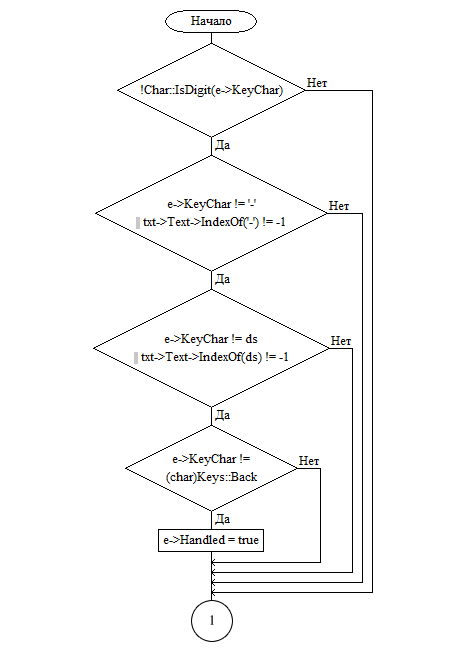 Начало
!Char::IsDigit(e->KeyChar)
Нет
Да
e->KeyChar != '-'
txt->Text->IndexOf('-') != -1
Нет
Да
e->KeyChar != ds
txt->Text->IndexOf(ds) != -1
Нет
Да
e->KeyChar !=
(char)Keys::Back
Нет
Да
e->Handled = true
1